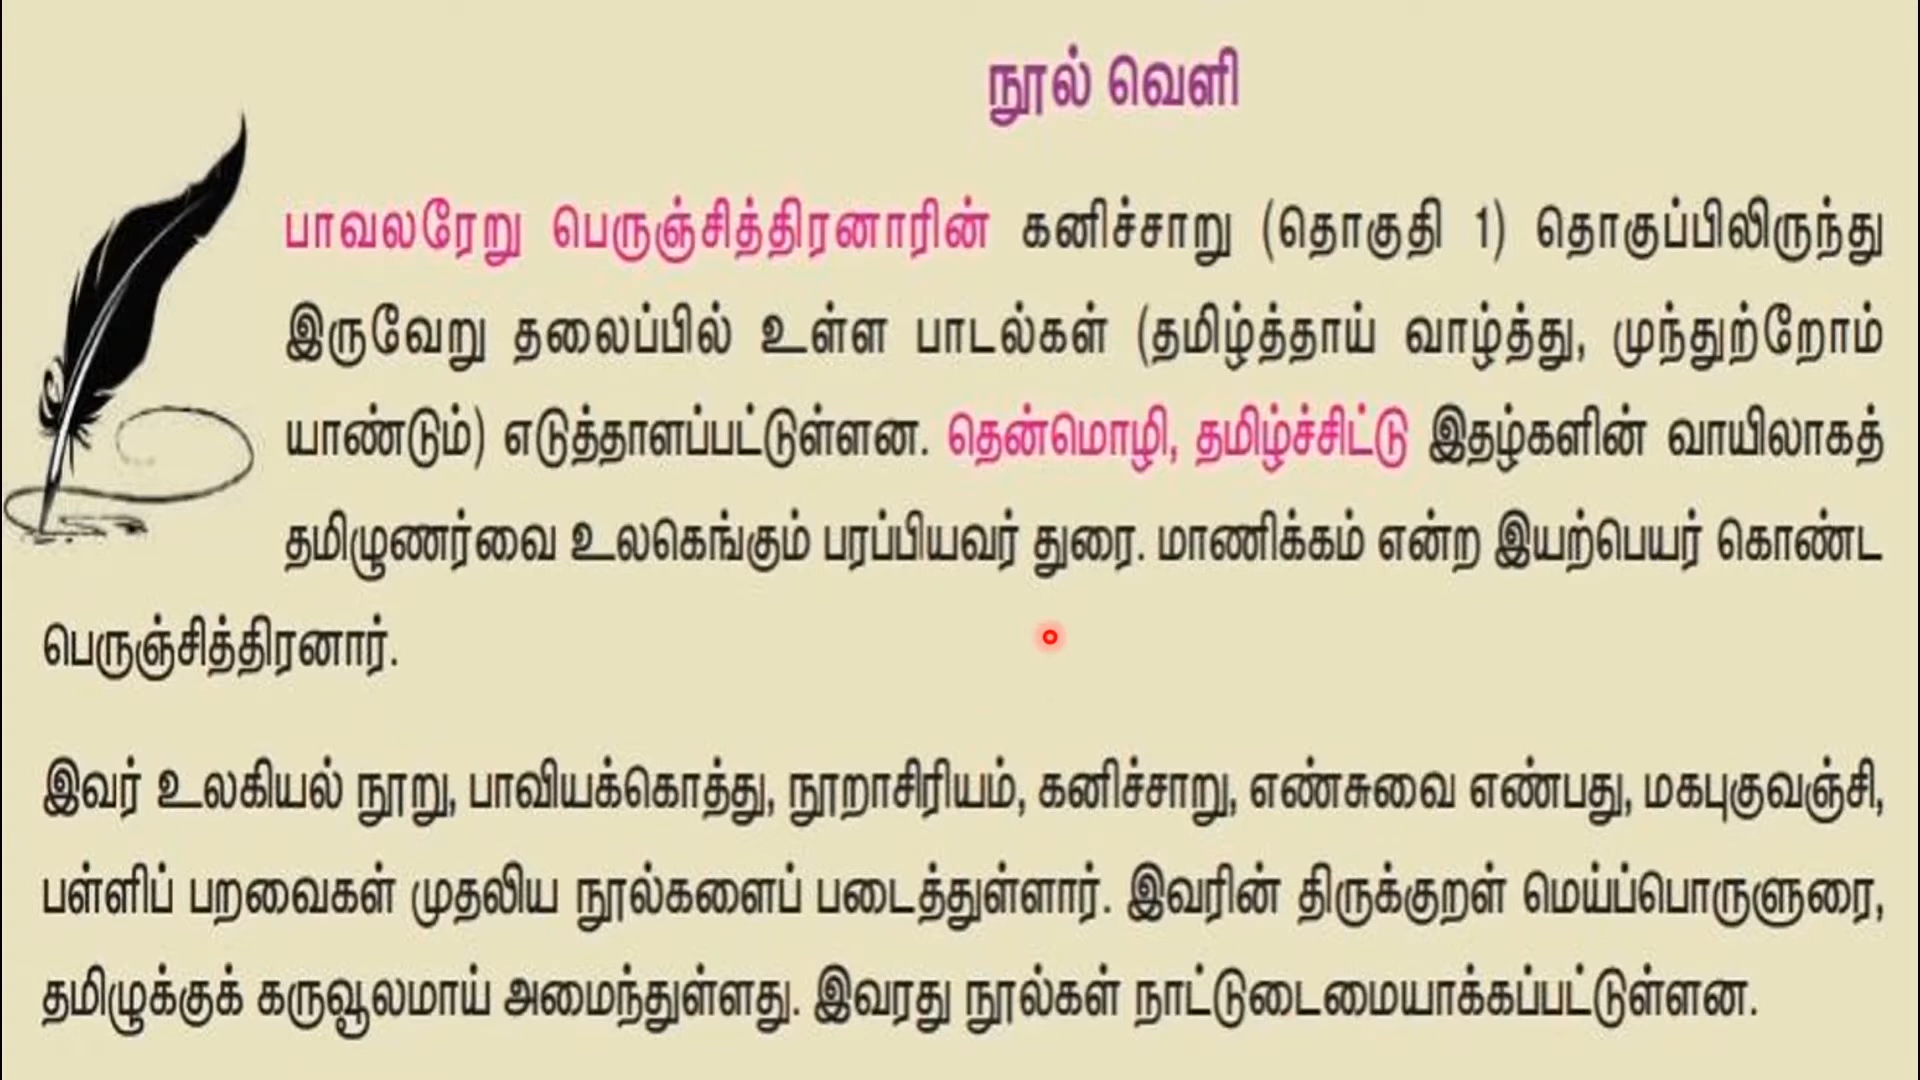 நூல் வெளி
பாவலரேறு பெருஞ்சித்திரனாரின் கனிச்சாறு (தொகுதி 1) தொகுப்பிலிருந்து
இருவேறு தலைப்பில் உள்ள பாடல்கள் (தமிழ்த்தாய் வாழ்த்து, முந்துற்றோம்
யாண்டும்) எடுத்தாளப்பட்டுள்ளன. தென்மொழி, தமிழ்ச்சிட்டு இதழ்களின் வாயிலாகத்
தமிழுணர்வை உலகெங்கும் பரப்பியவர் துரை. மாணிக்கம் என்ற இயற்பெயர் கொண்ட
பெருஞ்சித்திரனார்.
இவர் உலகியல் நூறு, பாவியக்கொத்து, நூறாசிரியம், கனிச்சாறு, எண்சுவை எண்பது, மகபுகுவஞ்சி,
பள்ளிப் பறவைகள் முதலிய நூல்களைப் படைத்துள்ளார். இவரின் திருக்குறள் மெய்ப்பொருளுரை,
தமிழுக்குக் கருவூலமாய் அமைந்துள்ளது. இவரது நூல்கள் நாட்டுடைமையாக்கப்பட்டுள்ளன.